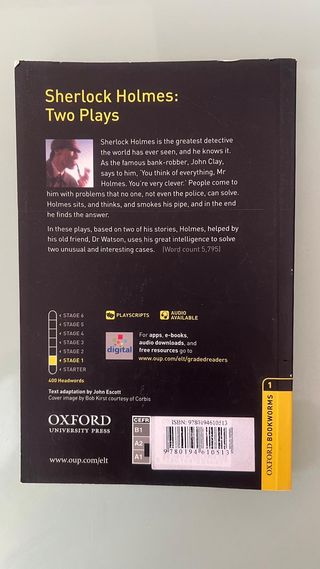 Sherlock Holmes:
Two Plays
Sherlock Holmes is the greatest detective
the world has ever seen, and he knows it.
As the famous bank-robber, John Clay,
says to him, 'You think of everything, Mr
Holmes. You're very clever.' People come to
him with problems that no one, not even the police, can solve.
Holmes sits, and thinks, and smokes his pipe, and in the end
he finds the answer.
In these plays, based on two of his stories, Holmes, helped by
his old friend, Dr Watson, uses his great intelligence to solve
two unusual and interesting cases. (Word count 5,795)
STAGE 6
STAGE 5
STAGE 4
STAGE 3
STAGE 2
STAGE 1
STARTER
400 Headwords
PLAYSCRIPTS
AUDIO
AVAILABLE
digital
For apps, e-books,
audio downloads, and
free resources go to
www.oup.com/elt/gradedreaders
Text adaptation by John Escott
Cover image by Bob Kirst courtesy of Corbis
OXFORD
UNIVERSITY PRESS
www.oup.com/elt
CEFR
B1
A2
A1
ISBN: 9780194610513
9 780194 610513
1
OXFORD BOOKWORMS